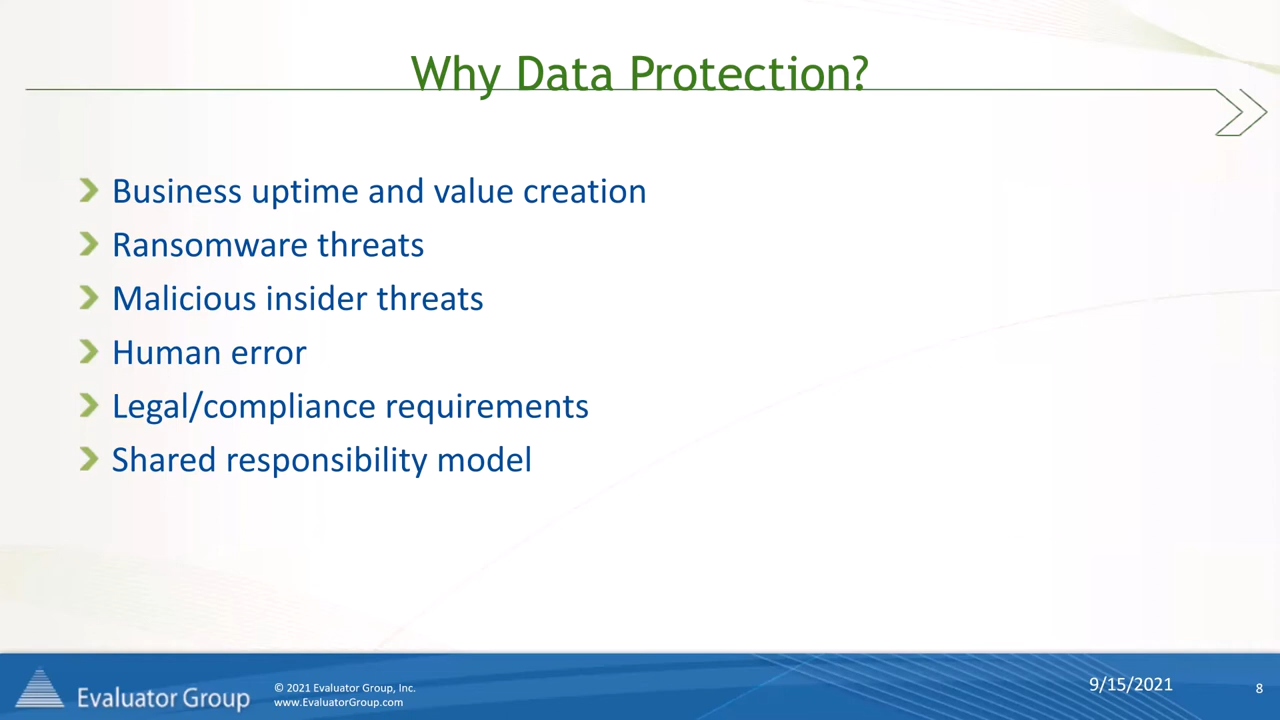 Why Data Protection?
Business uptime and value creation
Ransomware threats
Malicious insider threats
Human error
Legal/compliance requirements
Shared responsibility model
Evaluator Group
© 2021 Evaluator Group, Inc.
www.EvaluatorGroup.com
9/15/2021
8